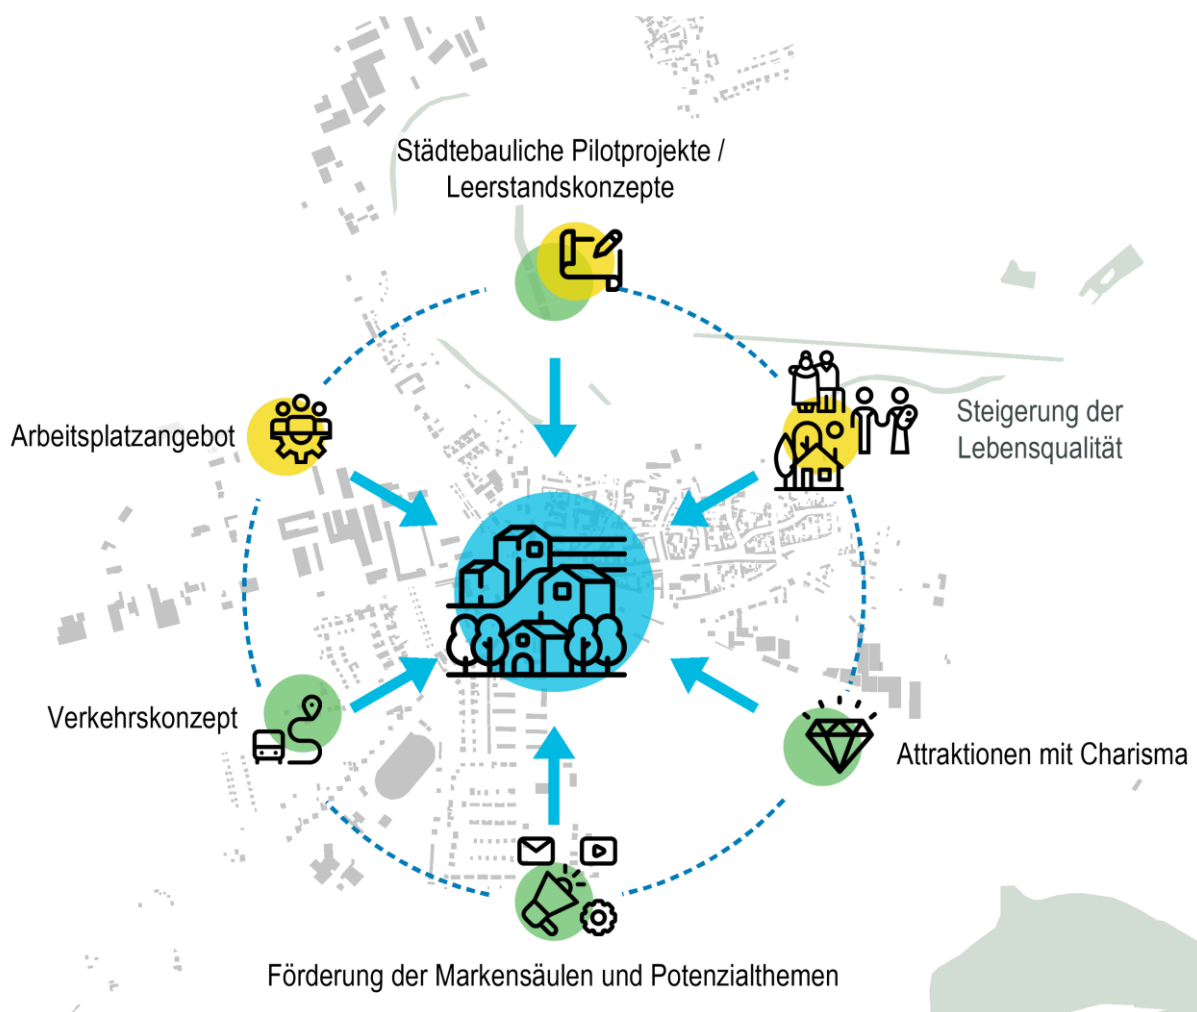 Städtebauliche Pilotprojekte /
Leerstandskonzepte
Arbeitsplatzangebot
Steigerung der
Lebensqualität
Verkehrskonzept
Attraktionen mit Charisma
Förderung der Markensäulen und Potenzialthemen